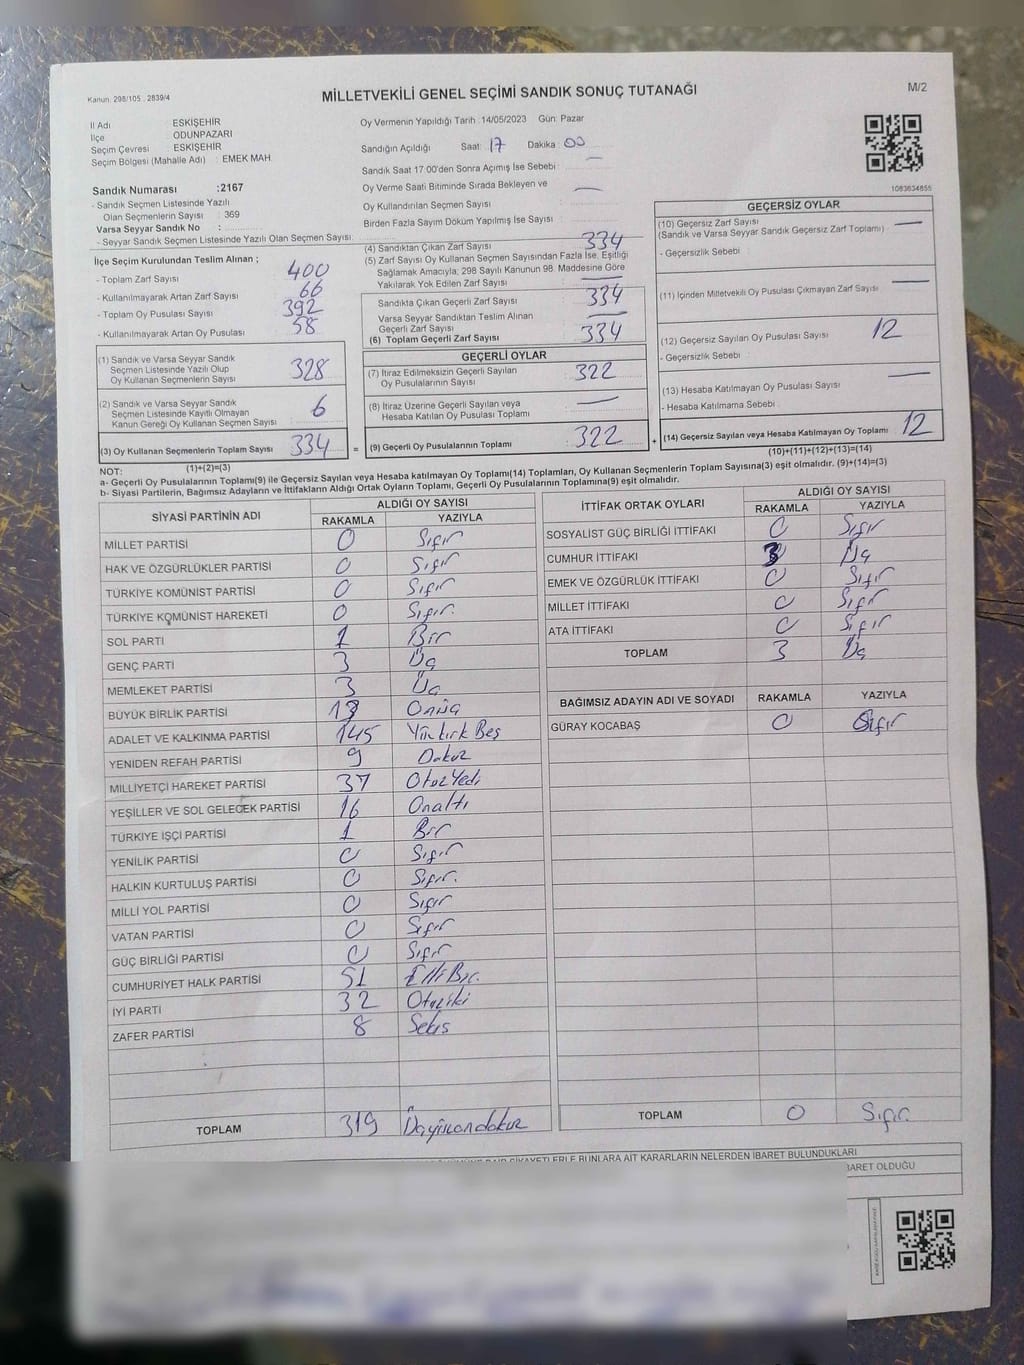 Kanun: 298/105 , 2839/4
MİLLETVEKİLİ GENEL SEÇİMİ SANDIK SONUÇ TUTANAĞI
M/2
İl Adı ESKİŞEHİR
İlçe ODUNPAZARI
Seçim Çevresi ESKİŞEHİR
Seçim Bölgesi (Mahalle Adı) : EMEK MAH.
Sandık Numarası :2167
- Sandık Seçmen Listesinde Yazılı
Olan Seçmenlerin Sayısı : 369
Varsa Seyyar Sandık No :
- Seyyar Sandık Seçmen Listesinde Yazılı Olan Seçmen Sayısı:
Oy Vermenin Yapıldığı Tarih :14/05/2023 Gün: Pazar
Sandığın Açıldığı Saat: 17 Dakika : 00
Sandık Saat 17:00'den Sonra Açımış İse Sebebi : —
Oy Verme Saati Bitiminde Sırada Bekleyen ve
Oy Kullandırılan Seçmen Sayısı : —
Birden Fazla Sayım Döküm Yapılmış İse Sayısı :
1083634855
İlçe Seçim Kurulundan Teslim Alınan ;
- Toplam Zarf Sayısı 400
- Kullanılmayarak Artan Zarf Sayısı 66
- Toplam Oy Pusulası Sayısı 392
- Kullanılmayarak Artan Oy Pusulası 58
(4) Sandıktan Çıkan Zarf Sayısı 334
(5) Zarf Sayısı Oy Kullanan Seçmen Sayısından Fazla İse, Eşitliği
Sağlamak Amacıyla; 298 Sayılı Kanunun 98. Maddesine Göre
Yakılarak Yok Edilen Zarf Sayısı —
Sandıkta Çıkan Geçerli Zarf Sayısı 334
Varsa Seyyar Sandıktan Teslim Alınan
Geçerli Zarf Sayısı —
(6) Toplam Geçerli Zarf Sayısı 334
GEÇERSİZ OYLAR
(10) Geçersiz Zarf Sayısı —
(Sandık ve Varsa Seyyar Sandık Geçersiz Zarf Toplamı)
- Geçersizlik Sebebi :
(11) İçinden Milletvekili Oy Pusulası Çıkmayan Zarf Sayısı —
(12) Geçersiz Sayılan Oy Pusulası Sayısı 12
- Geçersizlik Sebebi :
(13) Hesaba Katılmayan Oy Pusulası Sayısı —
- Hesaba Katılmama Sebebi :
(14) Geçersiz Sayılan veya Hesaba Katılmayan Oy Toplamı 12
(10)+(11)+(12)+(13)=(14)
(1) Sandık ve Varsa Seyyar Sandık
Seçmen Listesinde Yazılı Olup
Oy Kullanan Seçmenlerin Sayısı 328
(2) Sandık ve Varsa Seyyar Sandık
Seçmen Listesinde Kayıtlı Olmayan
Kanun Gereği Oy Kullanan Seçmen Sayısı 6
(3) Oy Kullanan Seçmenlerin Toplam Sayısı 334 =
(1)+(2)=(3)
GEÇERLİ OYLAR
(7) İtiraz Edilmeksizin Geçerli Sayılan
Oy Pusulalarının Sayısı 322
(8) İtiraz Üzerine Geçerli Sayılan veya
Hesaba Katılan Oy Pusulası Toplamı —
(9) Geçerli Oy Pusulalarının Toplamı 322 +
NOT:
a- Geçerli Oy Pusulalarının Toplamı(9) ile Geçersiz Sayılan veya Hesaba katılmayan Oy Toplamı(14) Toplamları, Oy Kullanan Seçmenlerin Toplam Sayısına(3) eşit olmalıdır. (9)+(14)=(3)
b- Siyasi Partilerin, Bağımsız Adayların ve İttifakların Aldığı Ortak Oyların Toplamı, Geçerli Oy Pusulalarının Toplamına(9) eşit olmalıdır.
SİYASİ PARTİNİN ADI ALDIĞI OY SAYISI
RAKAMLA YAZIYLA
MİLLET PARTİSİ 0 Sıfır
HAK VE ÖZGÜRLÜKLER PARTİSİ 0 Sıfır
TÜRKİYE KOMÜNİST PARTİSİ 0 Sıfır
TÜRKİYE KOMÜNİST HAREKETİ 0 Sıfır.
SOL PARTİ 1 Bir
GENÇ PARTİ 3 Üç
MEMLEKET PARTİSİ 3 Üç
BÜYÜK BİRLİK PARTİSİ 13 Onüç
ADALET VE KALKINMA PARTİSİ 145 Yüzkırk Beş
YENİDEN REFAH PARTİSİ 9 Dokuz
MİLLİYETÇİ HAREKET PARTİSİ 37 Otuz Yedi
YEŞİLLER VE SOL GELECEK PARTİSİ 16 Onaltı
TÜRKİYE İŞÇİ PARTİSİ 1 Bir
YENİLİK PARTİSİ 0 Sıfır
HALKIN KURTULUŞ PARTİSİ 0 Sıfır.
MİLLİ YOL PARTİSİ 0 Sıfır
VATAN PARTİSİ 0 Sıfır
GÜÇ BİRLİĞİ PARTİSİ 0 Sıfır
CUMHURİYET HALK PARTİSİ 51 Elli Bir.
İYİ PARTİ 32 Otuziki
ZAFER PARTİSİ 8 Sekiz
TOPLAM 319 Üçyüzondokuz
İTTİFAK ORTAK OYLARI ALDIĞI OY SAYISI
RAKAMLA YAZIYLA
SOSYALİST GÜÇ BİRLİĞİ İTTİFAKI 0 Sıfır
CUMHUR İTTİFAKI 3 Üç
EMEK VE ÖZGÜRLÜK İTTİFAKI 0 Sıfır
MİLLET İTTİFAKI 0 Sıfır
ATA İTTİFAKI 0 Sıfır
TOPLAM 3 Üç
BAĞIMSIZ ADAYIN ADI VE SOYADI RAKAMLA YAZIYLA
GÜRAY KOCABAŞ 0 Sıfır
TOPLAM 0 Sıfır.
ŞİKAYETLERLE BUNLARA AİT KARARLARIN NELERDEN İBARET BULUNDUKLARI
İBARET OLDUĞU